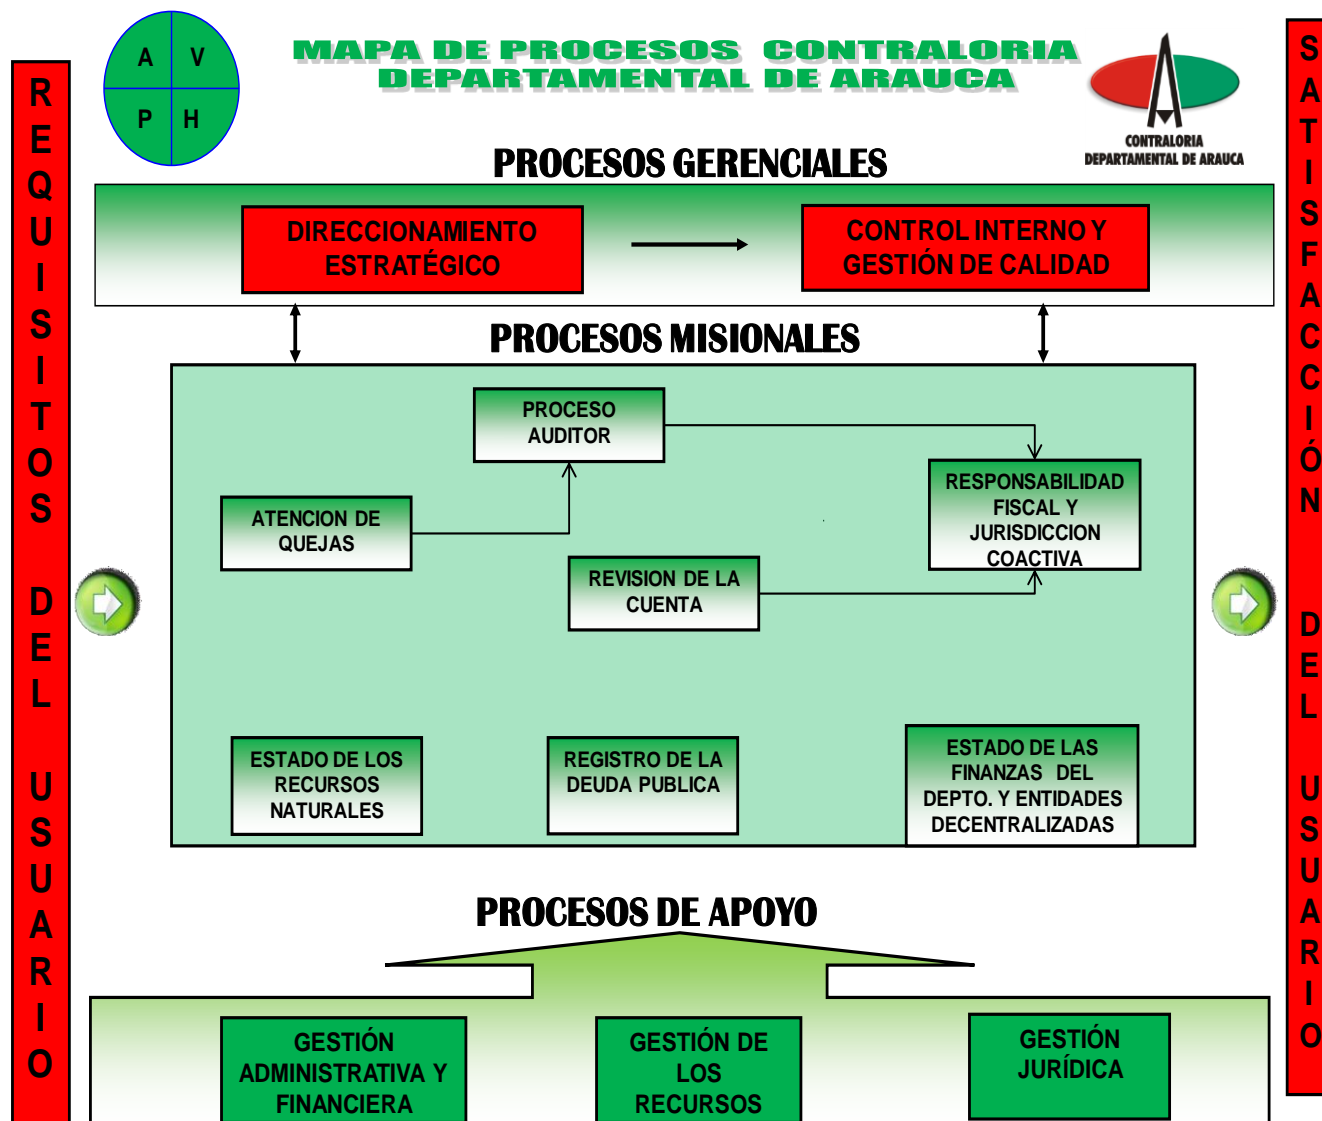 MAPA DE PROCESOS CONTRALORIA
DEPARTAMENTAL DE ARAUCA
A V
P H
CONTRALORIA
DEPARTAMENTAL DE ARAUCA
REQUISITOS DEL USUARIO
SATISFACCIÓN DEL USUARIO
PROCESOS GERENCIALES
DIRECCIONAMIENTO
ESTRATÉGICO
CONTROL INTERNO Y
GESTIÓN DE CALIDAD
PROCESOS MISIONALES
PROCESO
AUDITOR
ATENCION DE
QUEJAS
REVISION DE LA
CUENTA
RESPONSABILIDAD
FISCAL Y
JURISDICCION
COACTIVA
ESTADO DE LOS
RECURSOS
NATURALES
REGISTRO DE LA
DEUDA PUBLICA
ESTADO DE LAS
FINANZAS DEL
DEPTO. Y ENTIDADES
DECENTRALIZADAS
PROCESOS DE APOYO
GESTIÓN
ADMINISTRATIVA Y
FINANCIERA
GESTIÓN DE
LOS
RECURSOS
GESTIÓN
JURÍDICA